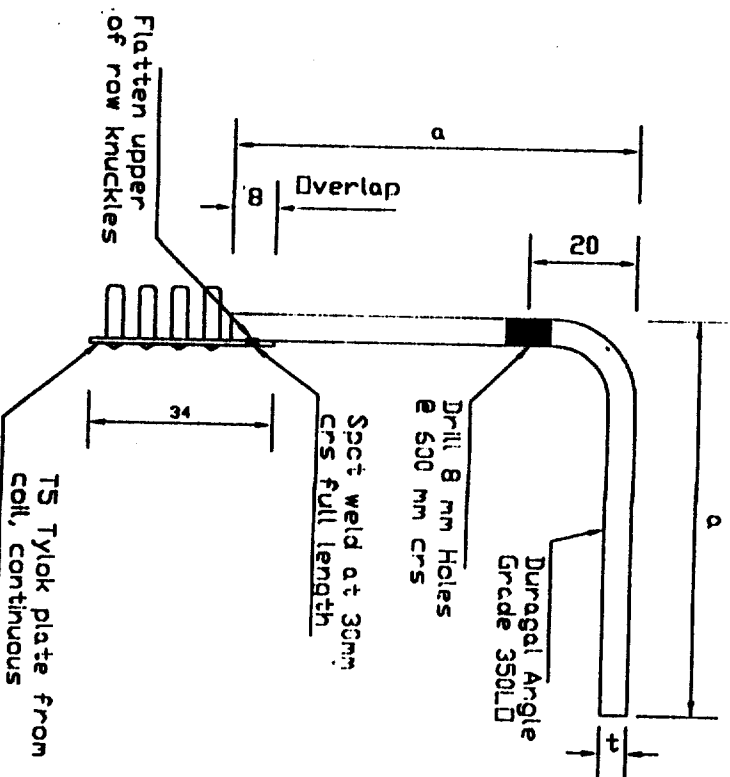 Flatten upper
of row knuckles
a
8
Overlap
20
a
Drill 8 mm Holes
@ 600 mm crs
Duragal Angle
Grade 350LO
t
34
Spot weld at 30mm
crs full length
T5 Tylok plate from
coil, continuous